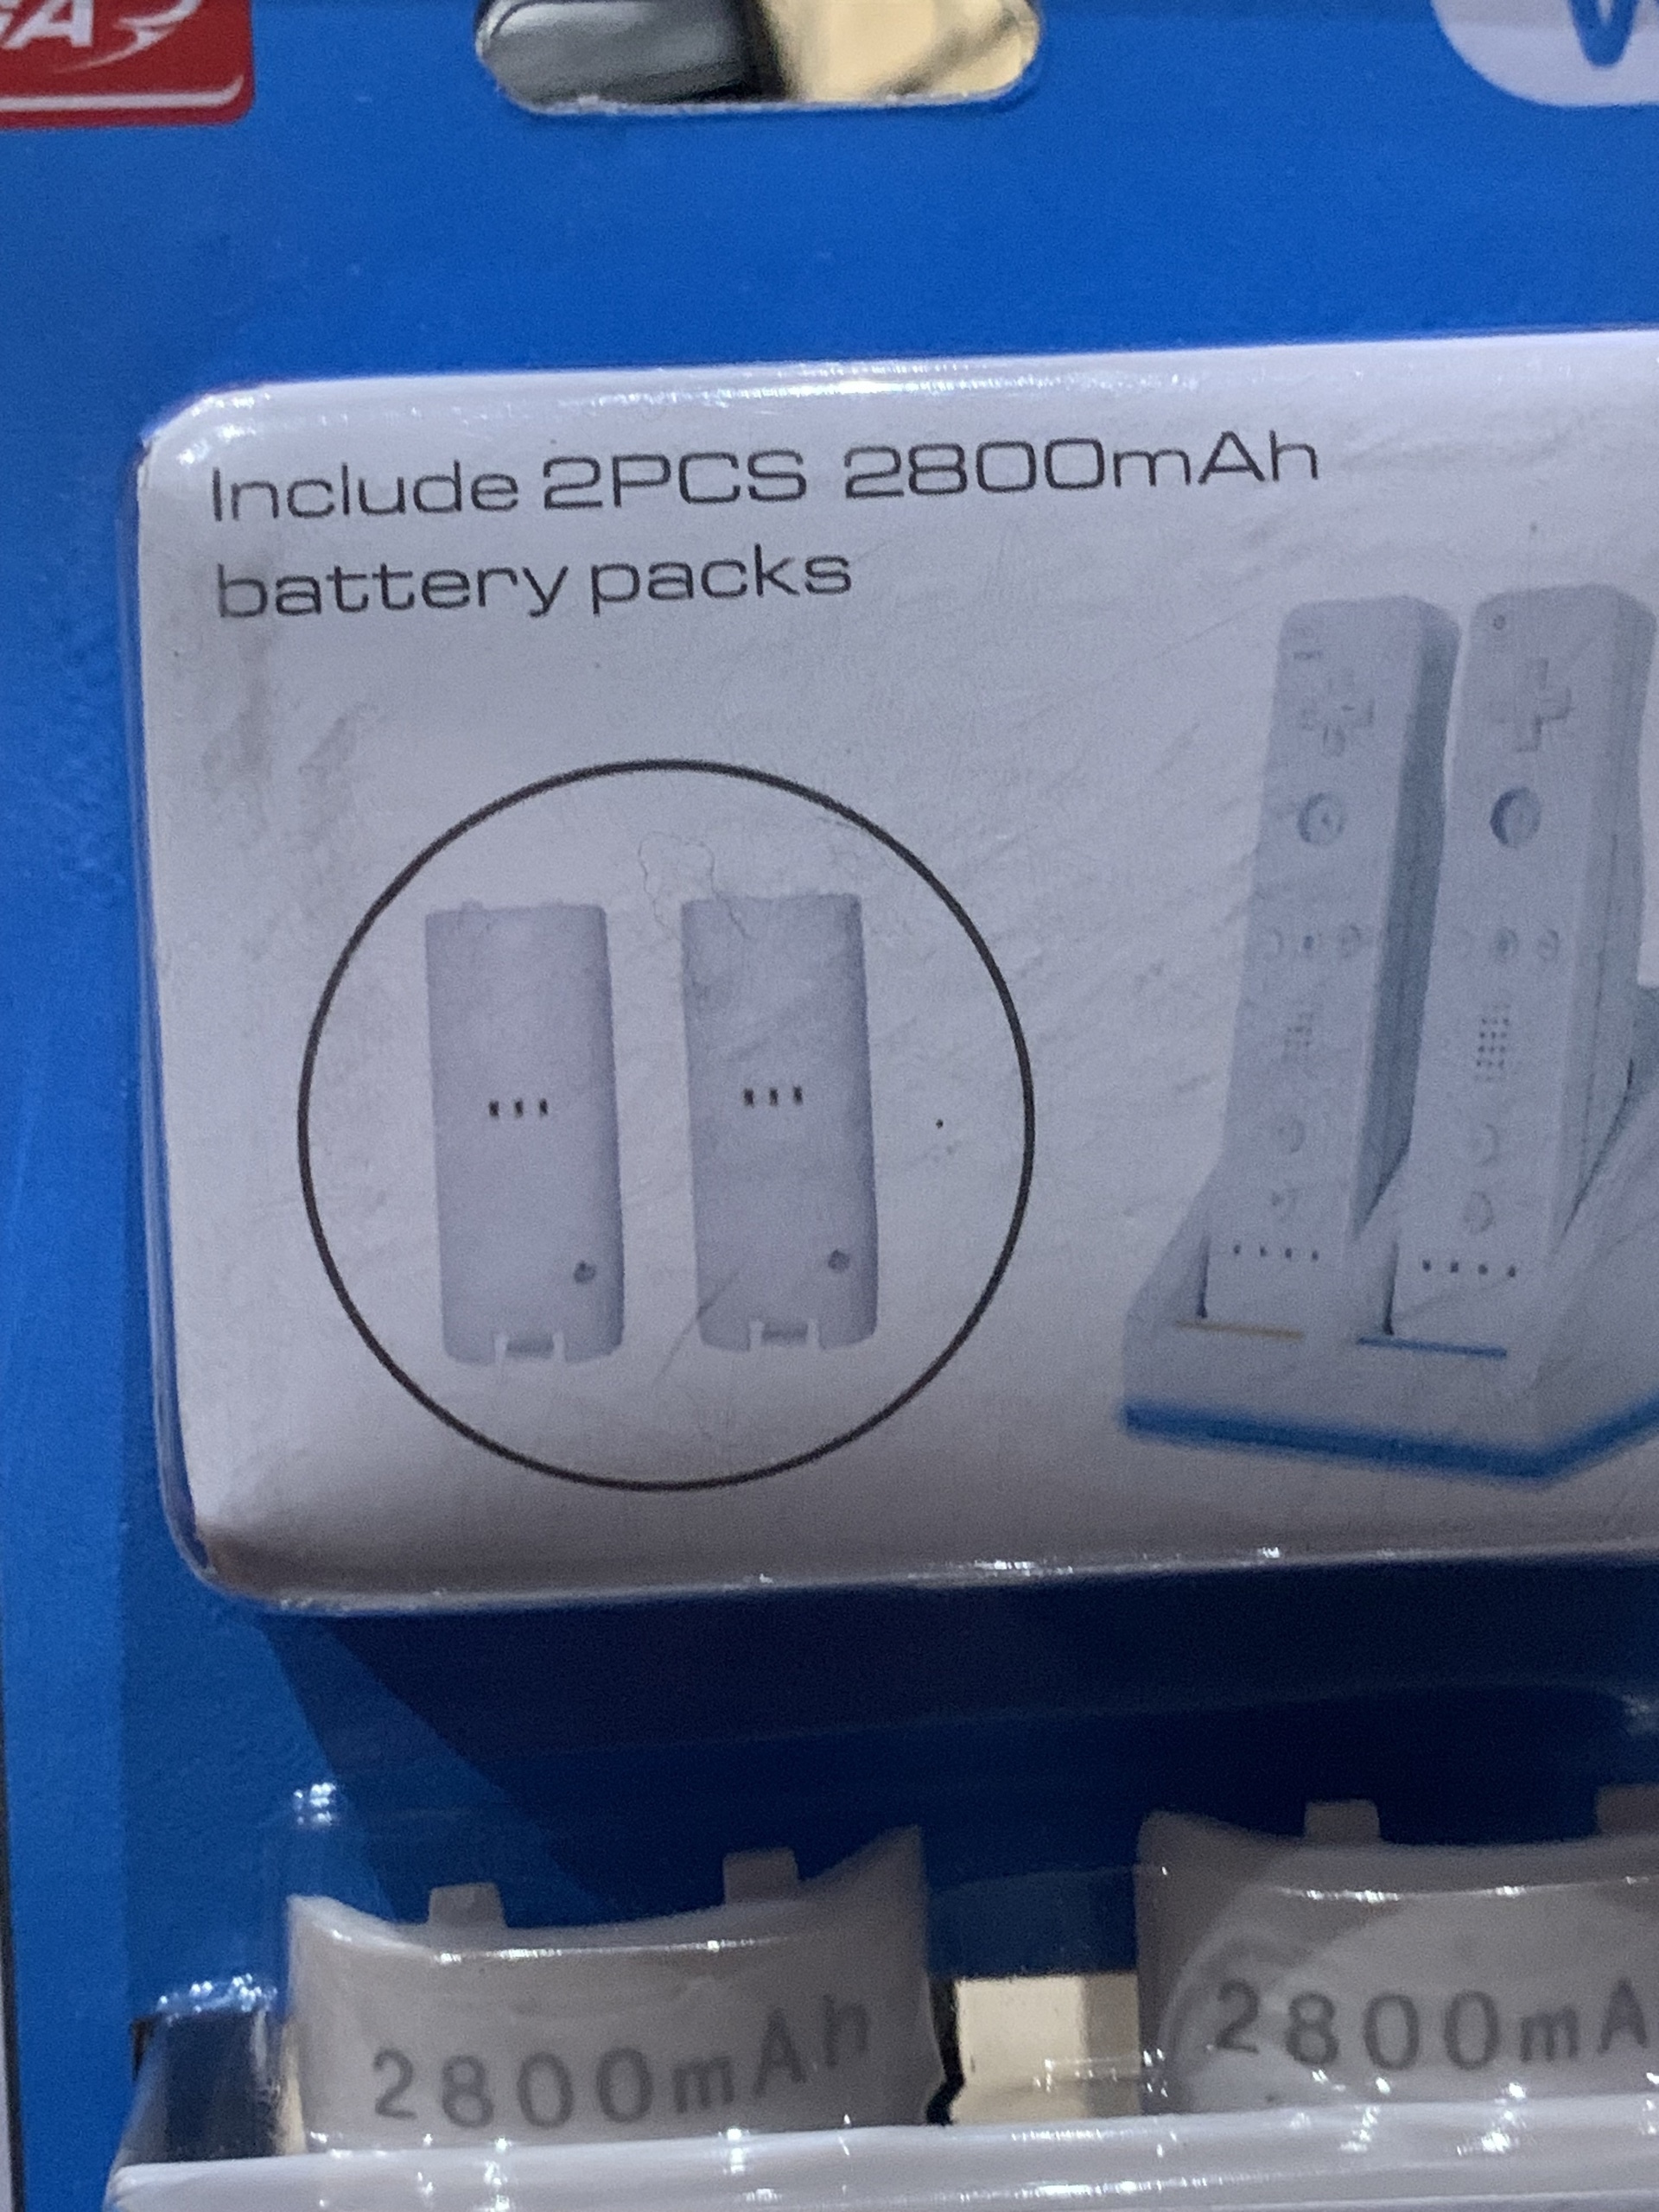 Include 2PCS 2800mAh
battery packs
2800mAh
2800mA